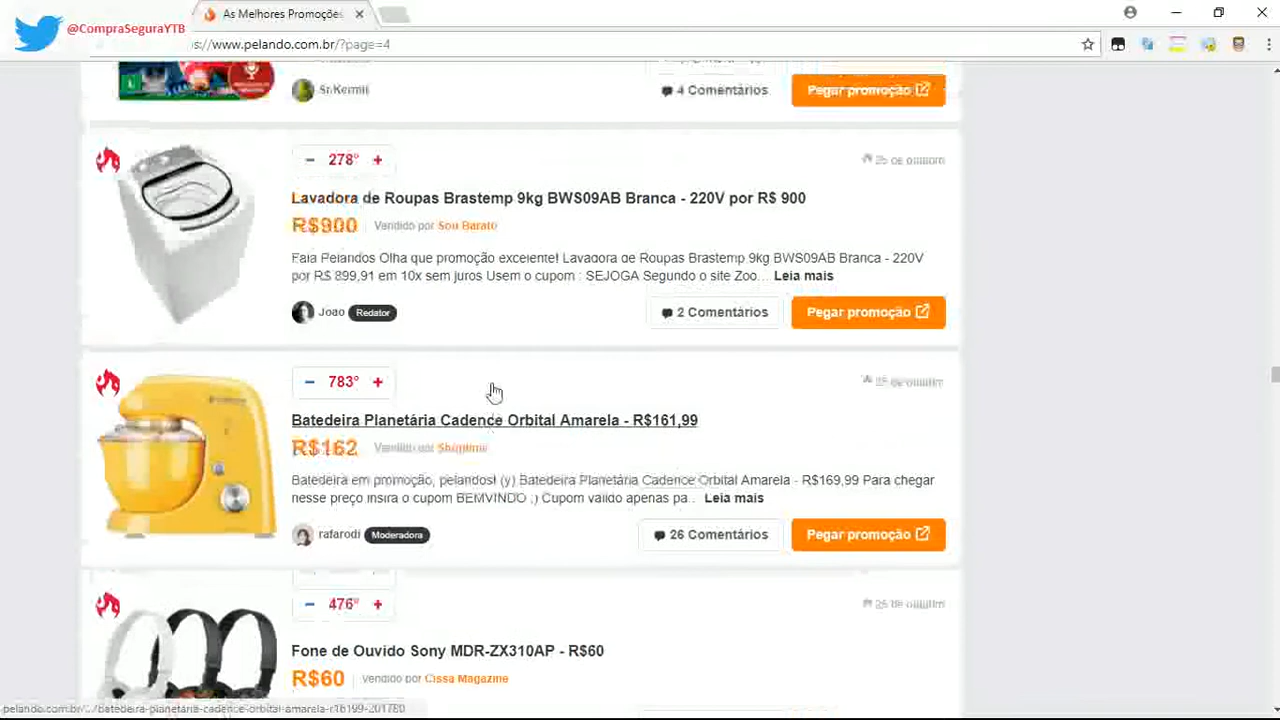 As Melhores Promoções
@CompraSeguraYTB
s://www.pelando.com.br/?page=4
Sr.Kermit
4 Comentários
Pegar promoção
278°
Lavadora de Roupas Brastemp 9kg BWS09AB Branca - 220V por R$ 900
R$900
Vendido por Sou Barato
Fala Pelandos Olha que promoção excelente! Lavadora de Roupas Brastemp 9kg BWS09AB Branca - 220V
por R$ 899,91 em 10x sem juros Usem o cupom : SEJOGA Segundo o site Zoo... Leia mais
Joao Redator
2 Comentários
Pegar promoção
783°
Batedeira Planetária Cadence Orbital Amarela - R$161,99
R$162
Vendido por Shoptime
Batedeira em promoção, pelandos! (y) Batedeira Planetária Cadence Orbital Amarela - R$169,99 Para chegar
nesse preço insira o cupom BEMVINDO ;) Cupom valido apenas pa... Leia mais
rafarodi Moderadora
26 Comentários
Pegar promoção
476°
Fone de Ouvido Sony MDR-ZX310AP - R$60
R$60
Vendido por Cissa Magazine